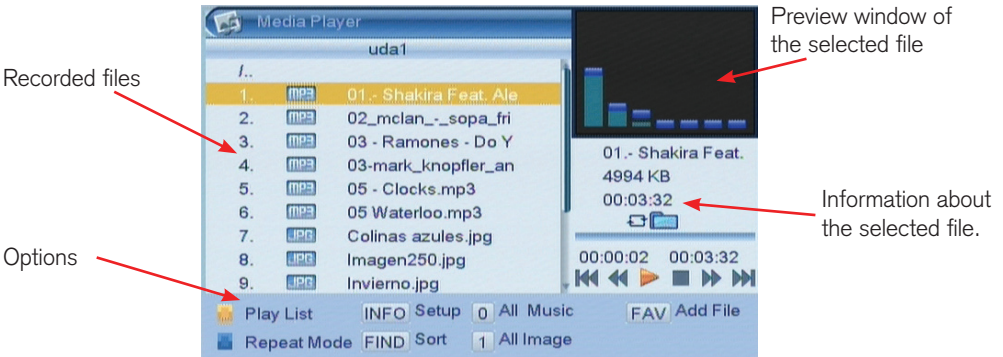 Media Player
uda1
/..
1. MP3 01.- Shakira Feat. Ale
2. MP3 02_mclan_-_sopa_fri
3. MP3 03 - Ramones - Do Y
4. MP3 03-mark_knopfler_an
5. MP3 05 - Clocks.mp3
6. MP3 05 Waterloo.mp3
7. JPG Colinas azules.jpg
8. JPG Imagen250.jpg
9. JPG Invierno.jpg
01.- Shakira Feat.
4994 KB
00:03:32
00:00:02 00:03:32
Play List INFO Setup 0 All Music FAV Add File
Repeat Mode FIND Sort 1 All Image
Recorded files
Options
Preview window of
the selected file
Information about
the selected file.